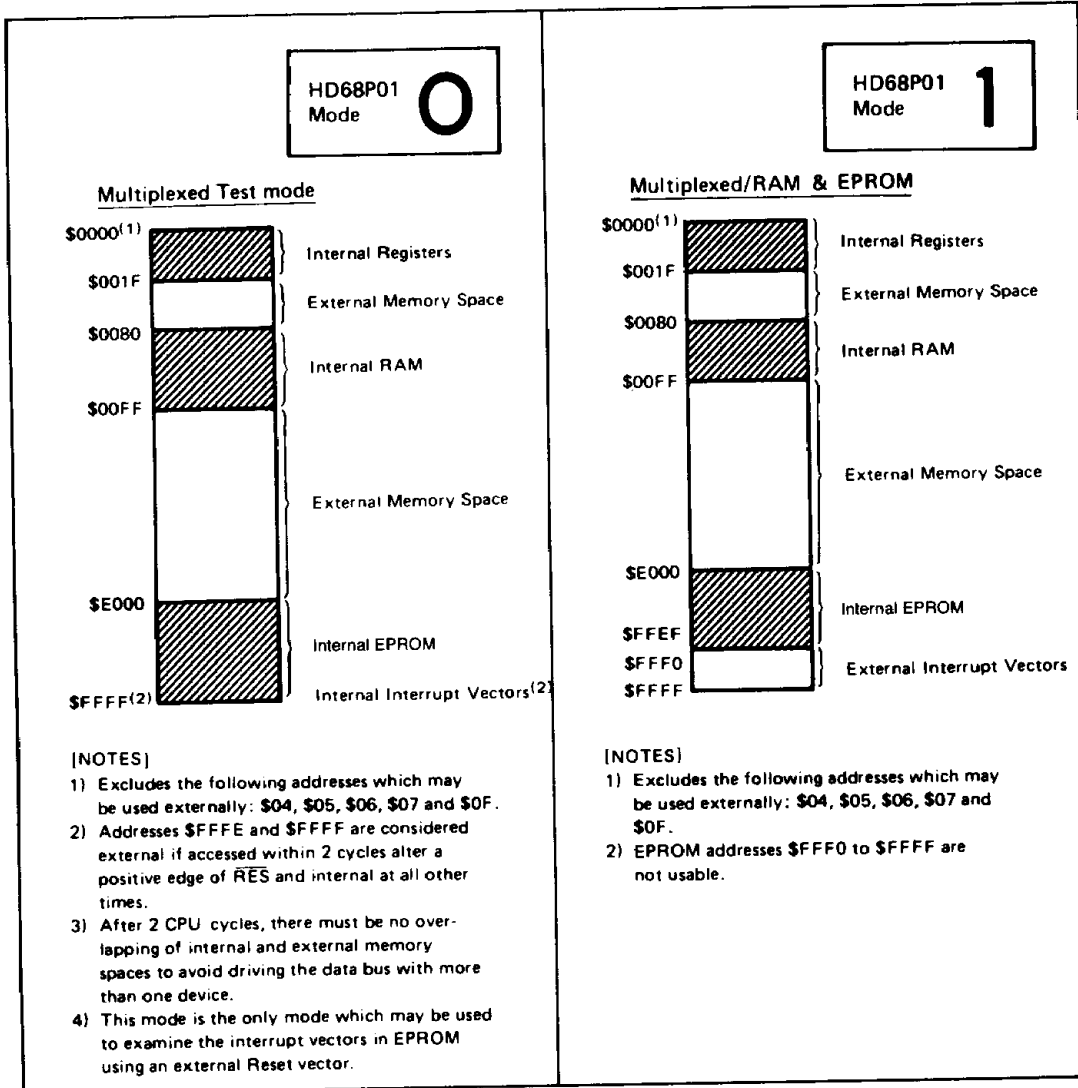 HD68P01
Mode 0
Multiplexed Test mode
$0000(1)
Internal Registers
$001F
External Memory Space
$0080
Internal RAM
$00FF
External Memory Space
$E000
Internal EPROM
$FFFF(2)
Internal Interrupt Vectors(2)
[NOTES]
1) Excludes the following addresses which may
be used externally: $04, $05, $06, $07 and $0F.
2) Addresses $FFFE and $FFFF are considered
external if accessed within 2 cycles alter a
positive edge of RES and internal at all other
times.
3) After 2 CPU cycles, there must be no over-
lapping of internal and external memory
spaces to avoid driving the data bus with more
than one device.
4) This mode is the only mode which may be used
to examine the interrupt vectors in EPROM
using an external Reset vector.
HD68P01
Mode 1
Multiplexed/RAM & EPROM
$0000(1)
Internal Registers
$001F
External Memory Space
$0080
Internal RAM
$00FF
External Memory Space
$E000
Internal EPROM
$FFEF
$FFF0
External Interrupt Vectors
$FFFF
[NOTES]
1) Excludes the following addresses which may
be used externally: $04, $05, $06, $07 and
$0F.
2) EPROM addresses $FFF0 to $FFFF are
not usable.